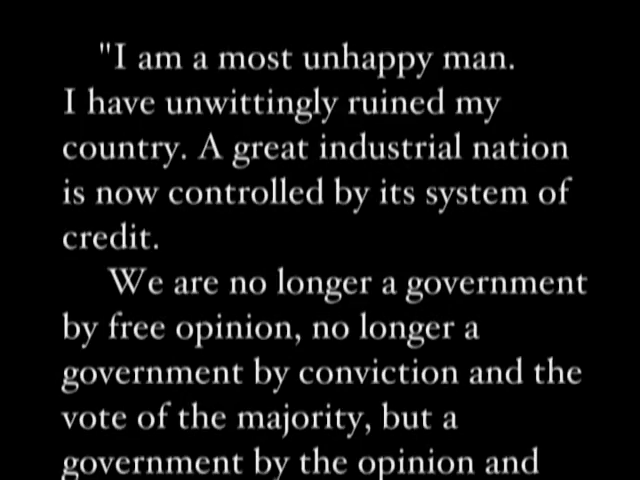 "I am a most unhappy man.
I have unwittingly ruined my
country. A great industrial nation
is now controlled by its system of
credit.
We are no longer a government
by free opinion, no longer a
government by conviction and the
vote of the majority, but a
government by the opinion and